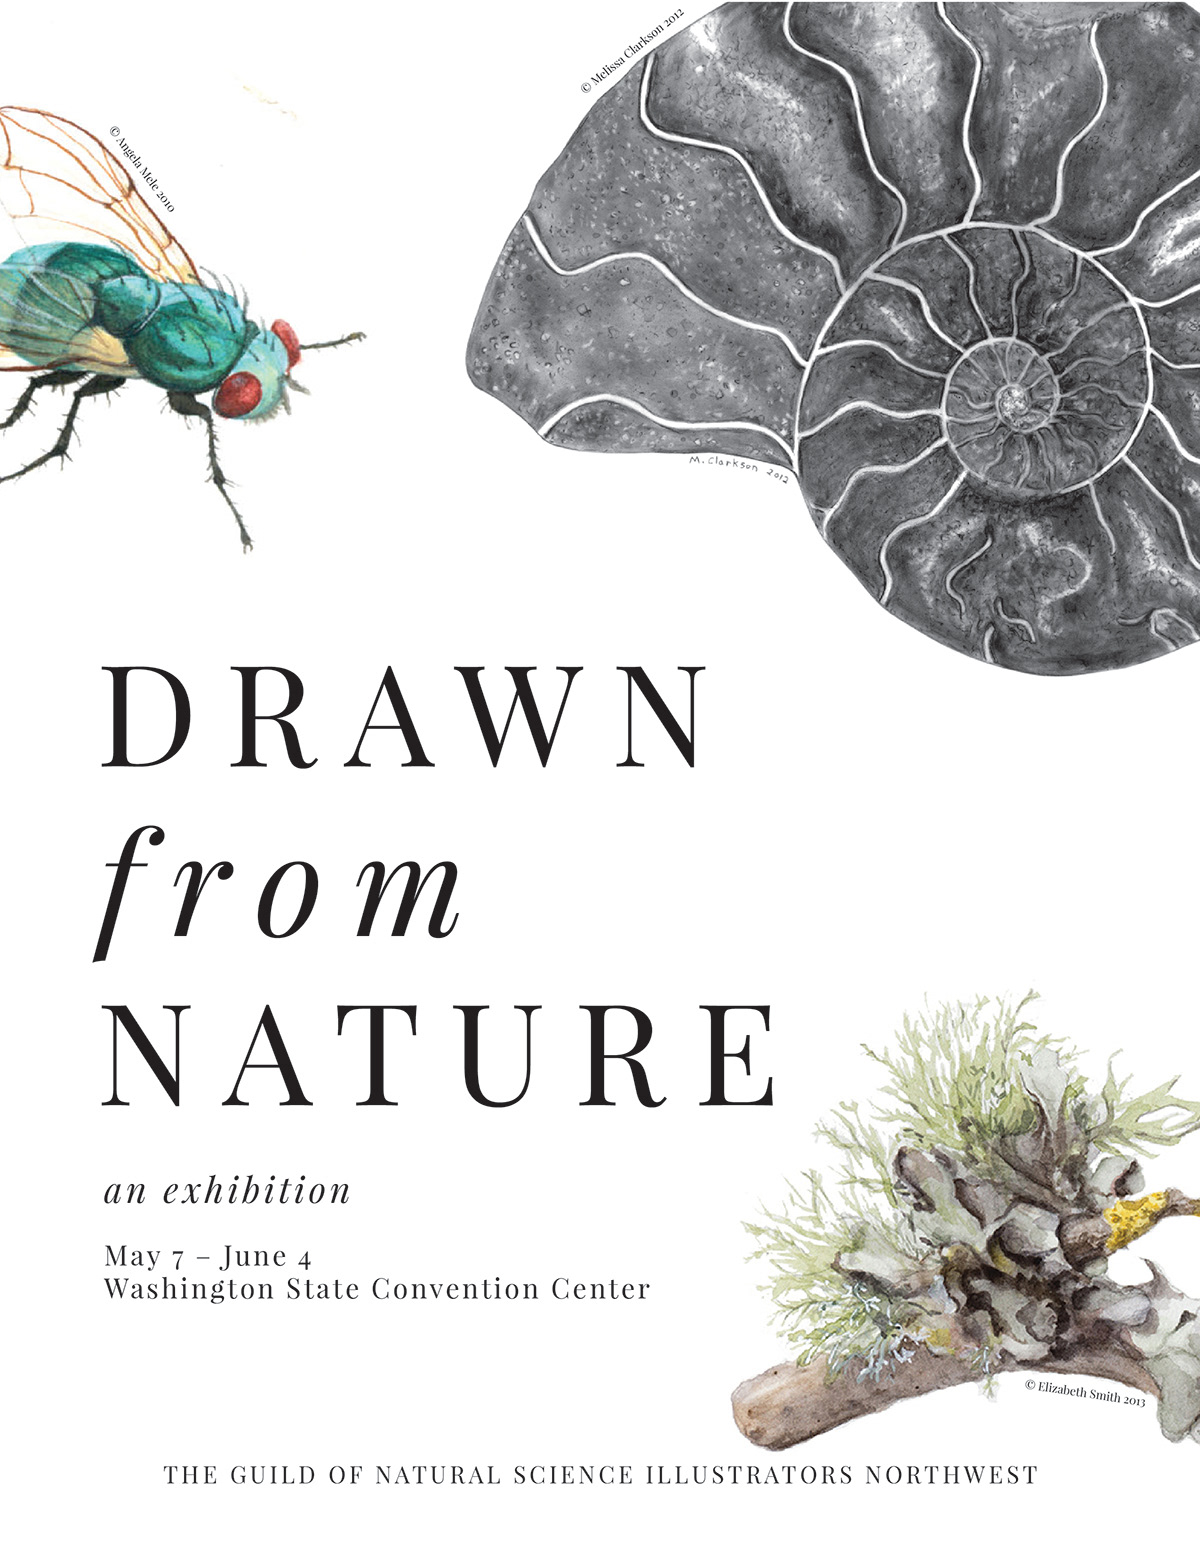 © Melissa Clarkson 2012
© Angela Mele 2010
M. Clarkson 2012
DRAWN
from
NATURE
an exhibition
May 7 – June 4
Washington State Convention Center
© Elizabeth Smith 2013
THE GUILD OF NATURAL SCIENCE ILLUSTRATORS NORTHWEST